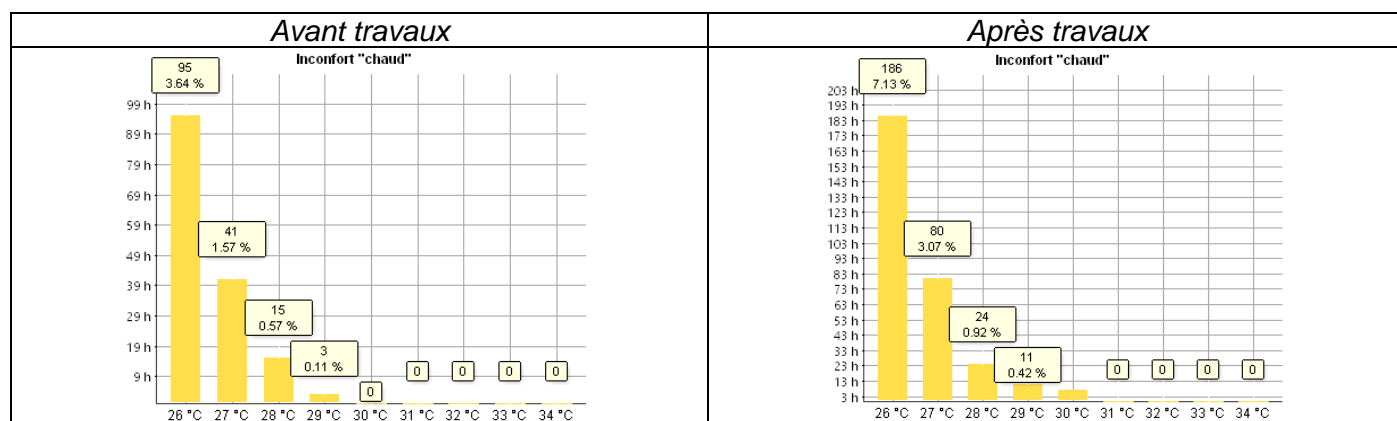 Avant travaux
Après travaux
Inconfort "chaud"
95
3.64 %
99 h
89 h
79 h
69 h
59 h
49 h
39 h
29 h
19 h
9 h
41
1.57 %
15
0.57 %
3
0.11 %
0
0
0
0
0
26 °C 27 °C 28 °C 29 °C 30 °C 31 °C 32 °C 33 °C 34 °C
Inconfort "chaud"
186
7.13 %
203 h
193 h
183 h
173 h
163 h
153 h
143 h
133 h
123 h
113 h
103 h
93 h
83 h
73 h
63 h
53 h
43 h
33 h
23 h
13 h
3 h
80
3.07 %
24
0.92 %
11
0.42 %
0
0
0
0
26 °C 27 °C 28 °C 29 °C 30 °C 31 °C 32 °C 33 °C 34 °C